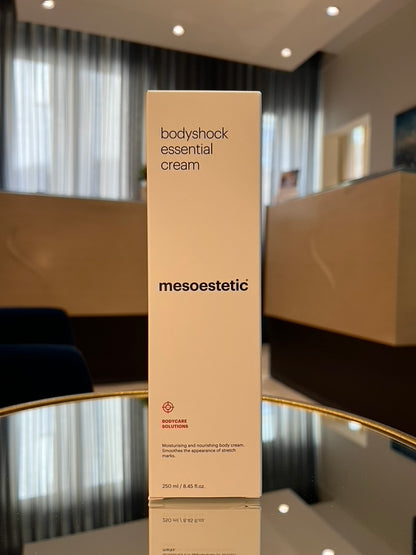 bodyshock
essential
cream
mesoestetic®
BODYCARE
SOLUTIONS
Moisturising and nourishing body cream.
Smoothes the appearance of stretch
marks.
250 ml / 8.45 fl.oz.